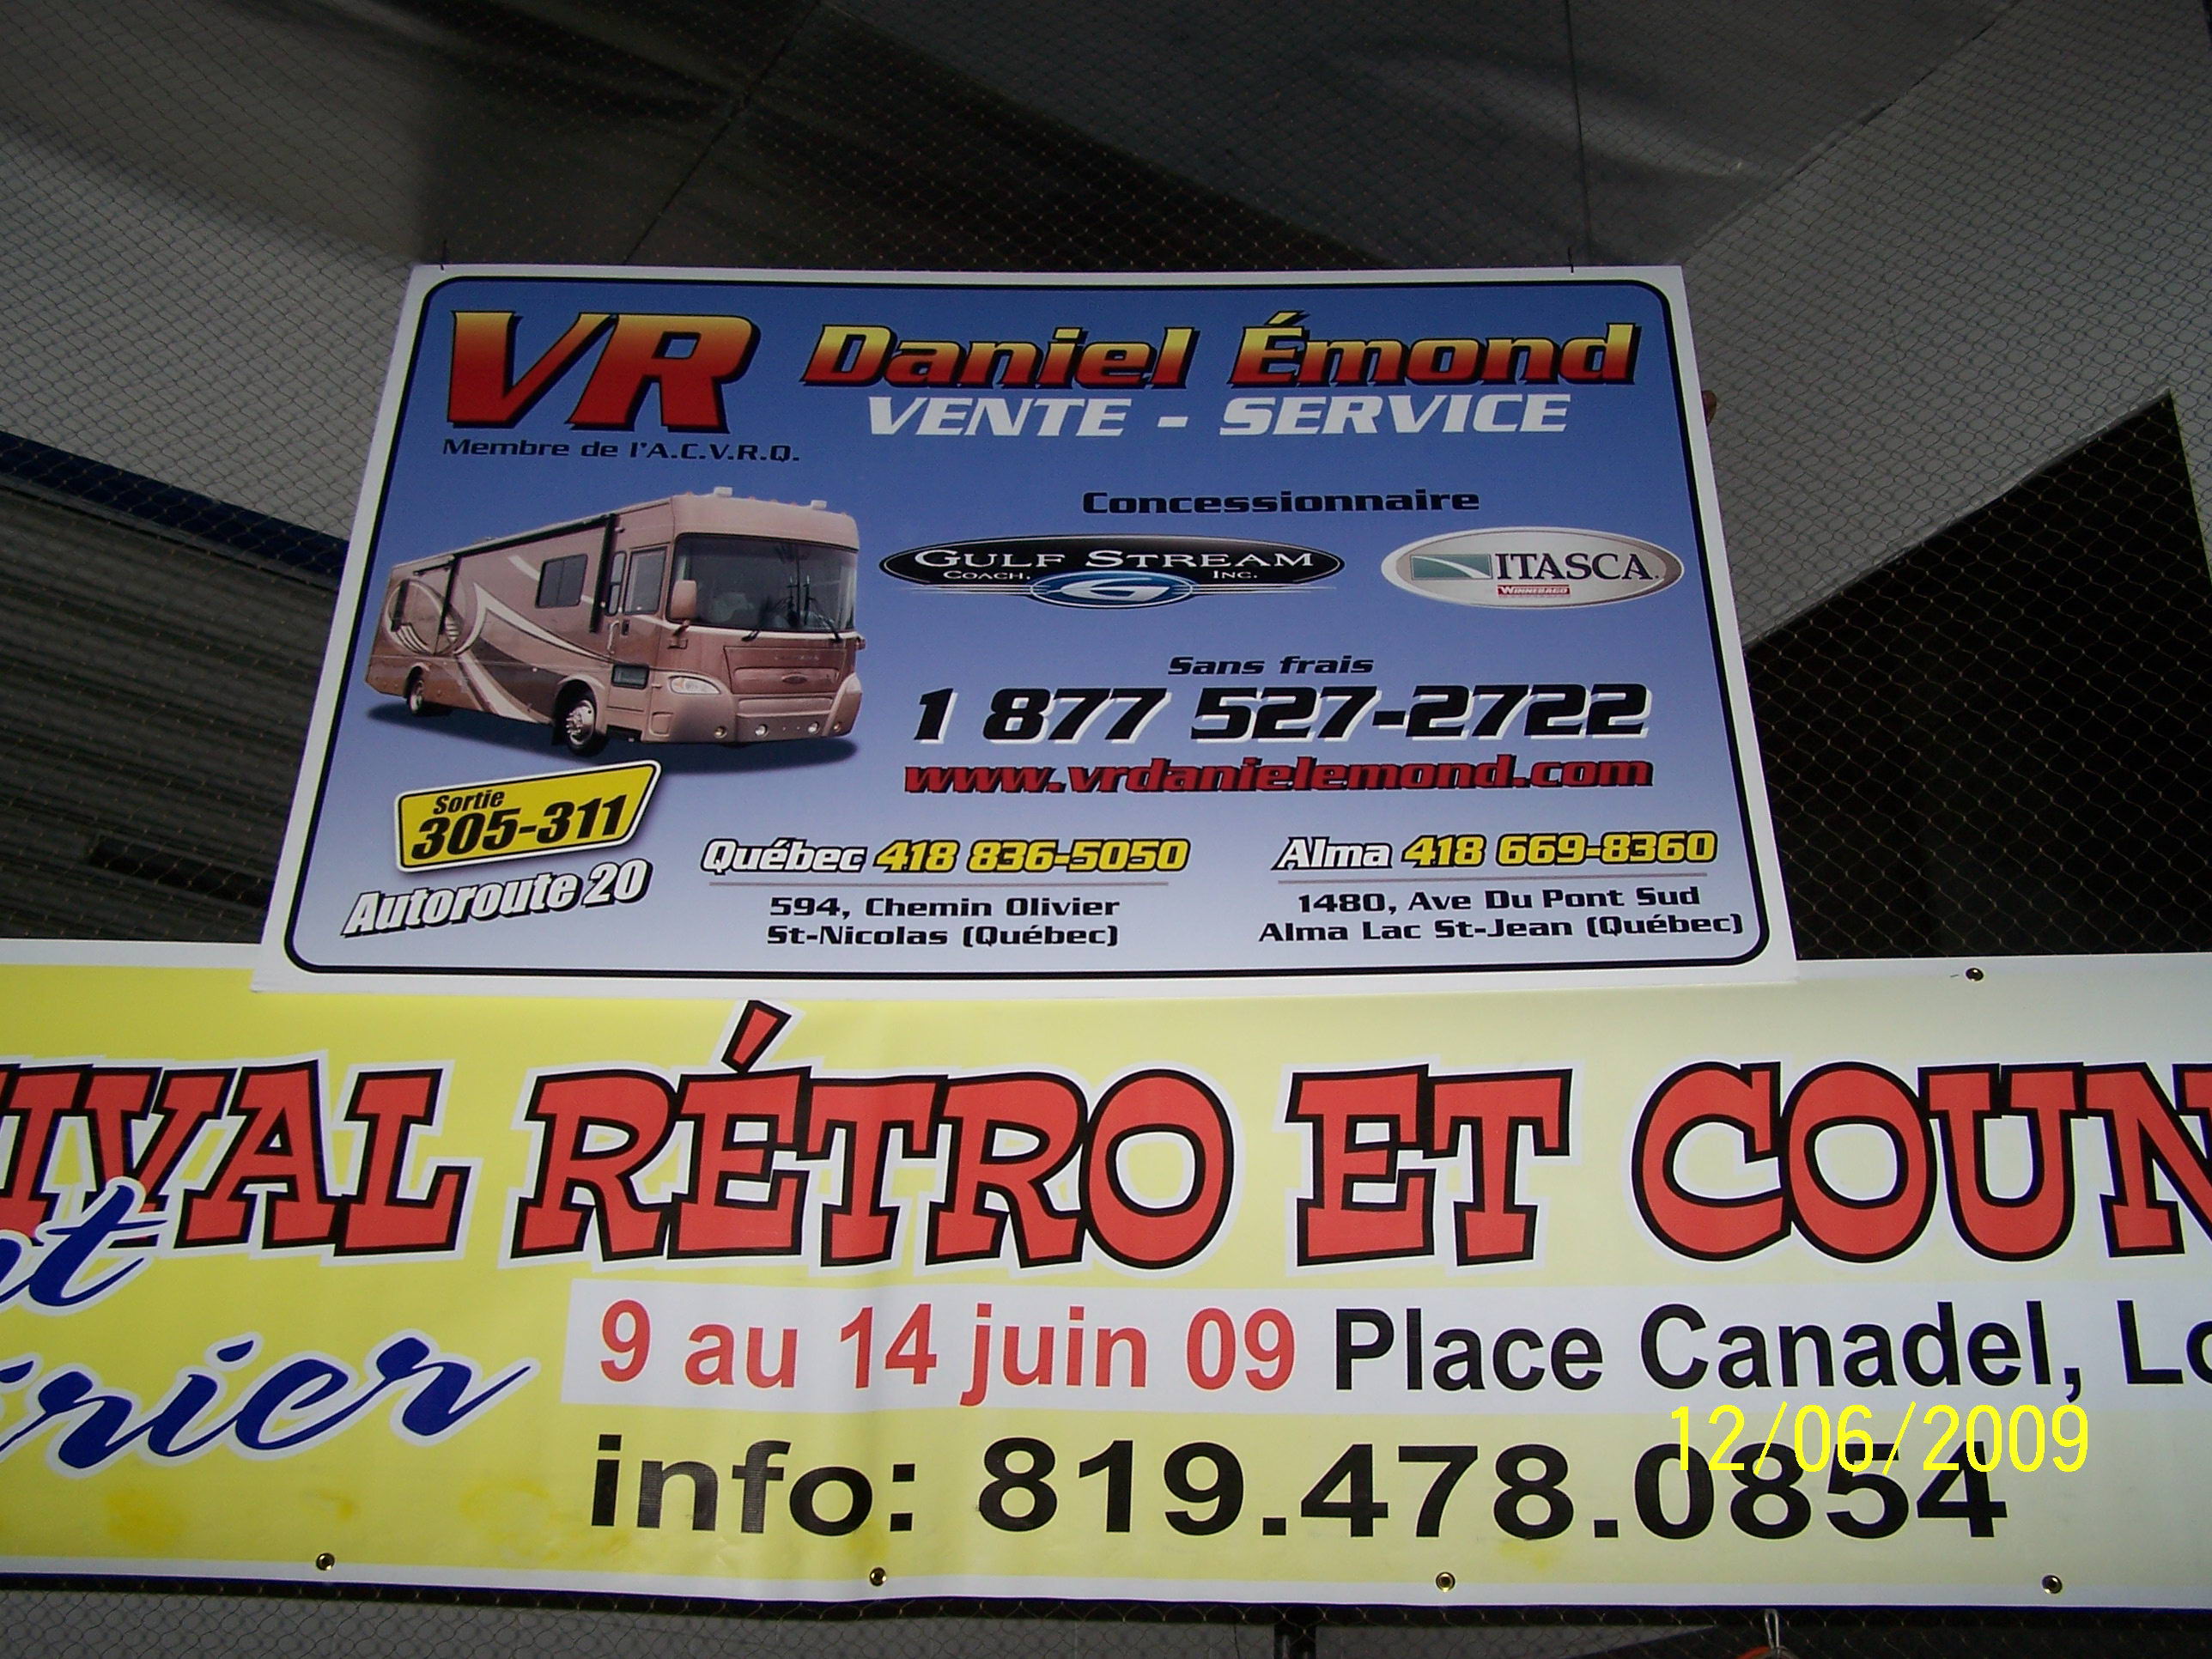 VR Daniel Émond
VENTE - SERVICE
Membre de l'A.C.V.R.Q.
Concessionnaire
GULF STREAM
COACH, INC.
G
ITASCA
WINNEBAGO
Sans frais
1 877 527-2722
www.vrdanielemond.com
Sortie
305-311
Autoroute 20
Québec 418 836-5050
594, Chemin Olivier
St-Nicolas (Québec)
Alma 418 669-8360
1480, Ave Du Pont Sud
Alma Lac St-Jean (Québec)
IVAL RÉTRO ET COUN
9 au 14 juin 09 Place Canadel,
info: 819.478.0854
12/06/2009